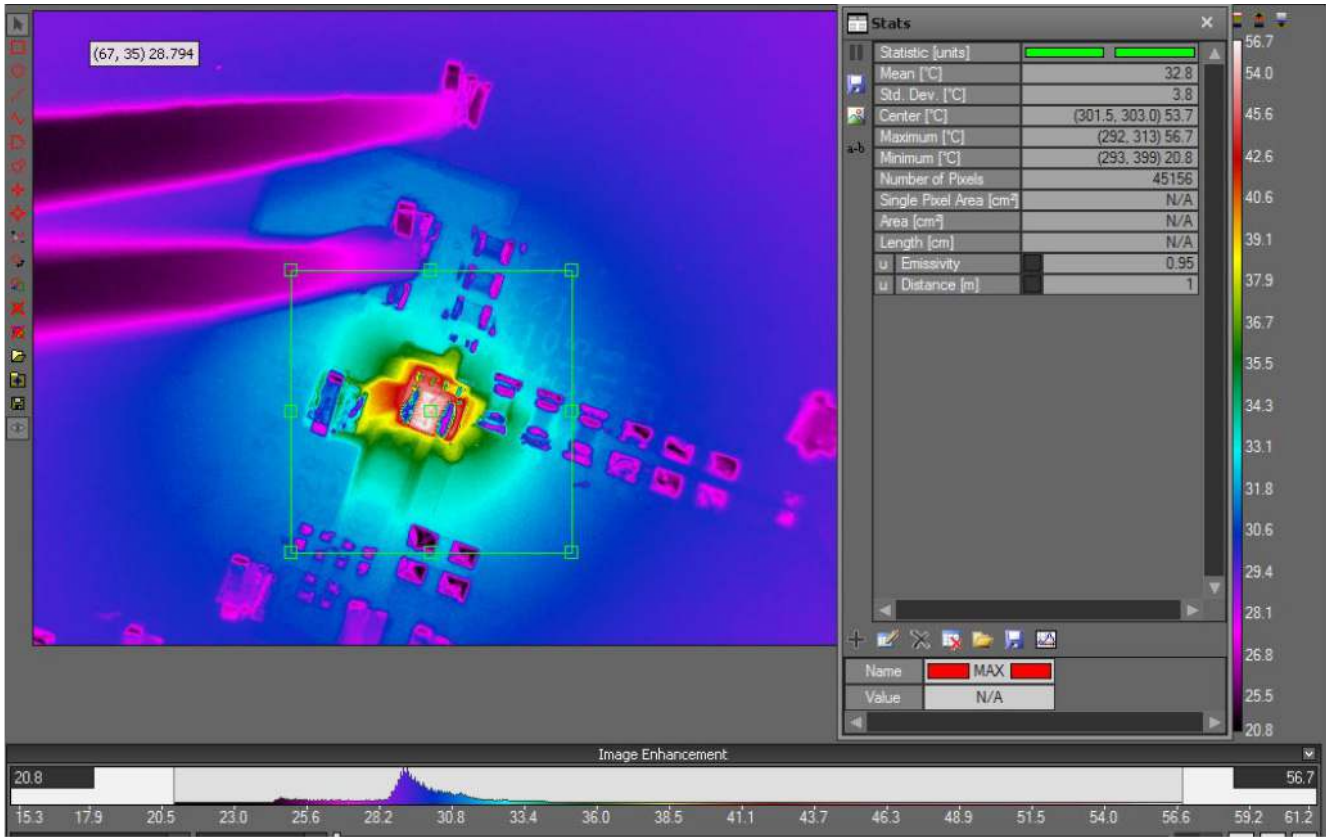 (67, 35) 28.794
Stats
Statistic [units]
Mean [°C] 32.8
Std. Dev. [°C] 3.8
Center [°C] (301.5, 303.0) 53.7
Maximum [°C] (292, 313) 56.7
Minimum [°C] (293, 399) 20.8
Number of Pixels 45156
Single Pixel Area [cm²] N/A
Area [cm²] N/A
Length [cm] N/A
u Emissivity 0.95
u Distance [m] 1
a-b
Name MAX
Value N/A
56.7
54.0
45.6
42.6
40.6
39.1
37.9
36.7
35.5
34.3
33.1
31.8
30.6
29.4
28.1
26.8
25.5
20.8
Image Enhancement
20.8 56.7
15.3 17.9 20.5 23.0 25.6 28.2 30.8 33.4 36.0 38.5 41.1 43.7 46.3 48.9 51.5 54.0 56.6 59.2 61.2